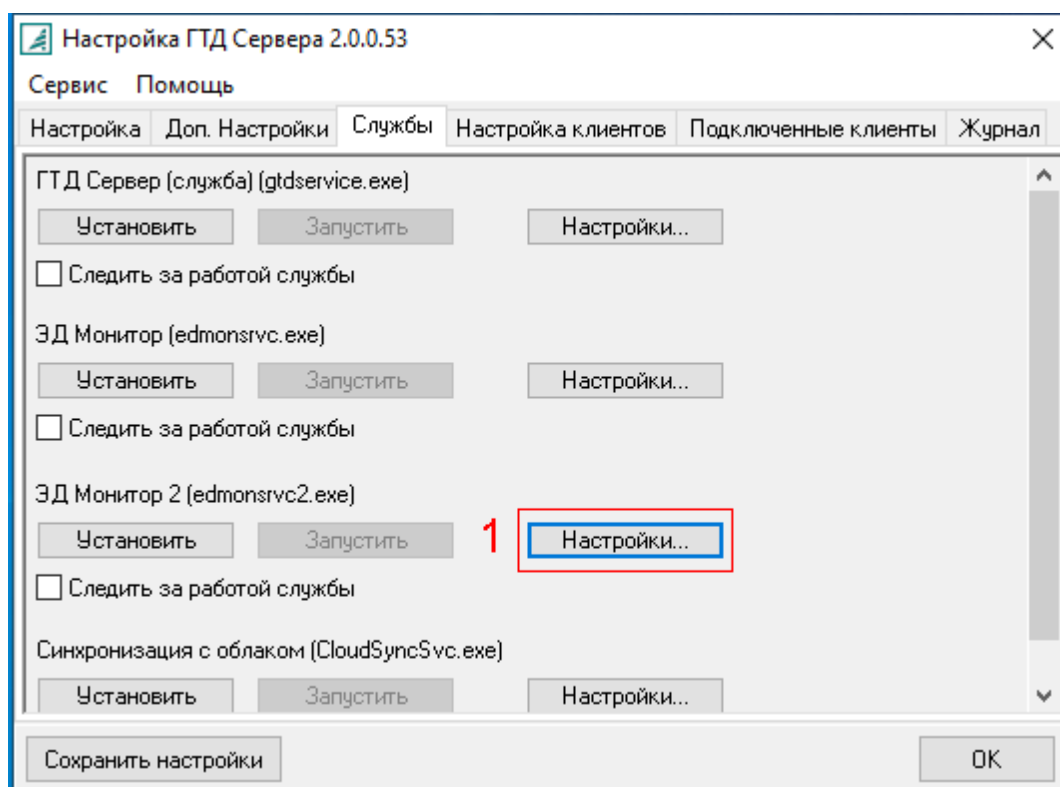 Настройка ГТД Сервера 2.0.0.53
Сервис Помощь
Настройка Доп. Настройки Службы Настройка клиентов Подключенные клиенты Журнал
ГТД Сервер (служба) (gtdservice.exe)
Установить Запустить Настройки...
Следить за работой службы
ЭД Монитор (edmonsrvc.exe)
Установить Запустить Настройки...
Следить за работой службы
ЭД Монитор 2 (edmonsrvc2.exe)
Установить Запустить 1 Настройки...
Следить за работой службы
Синхронизация с облаком (CloudSyncSvc.exe)
Установить Запустить Настройки...
Сохранить настройки OK